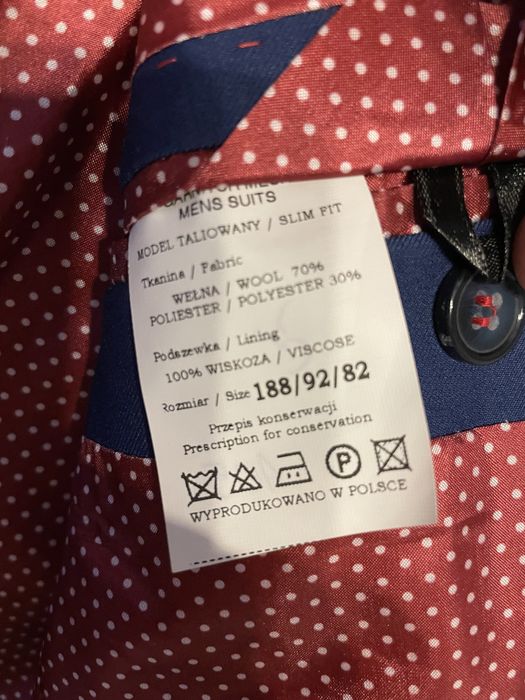 MENS SUITS
MODEL TALIOWANY / SLIM FIT
Tkanina / Fabric
WEŁNA / WOOL 70%
POLIESTER / POLYESTER 30%
Podszewka / Lining
100% WISKOZA / VISCOSE
Rozmiar / Size 188/92/82
Przepis konserwacji
Prescription for conservation
P
WYPRODUKOWANO W POLSCE